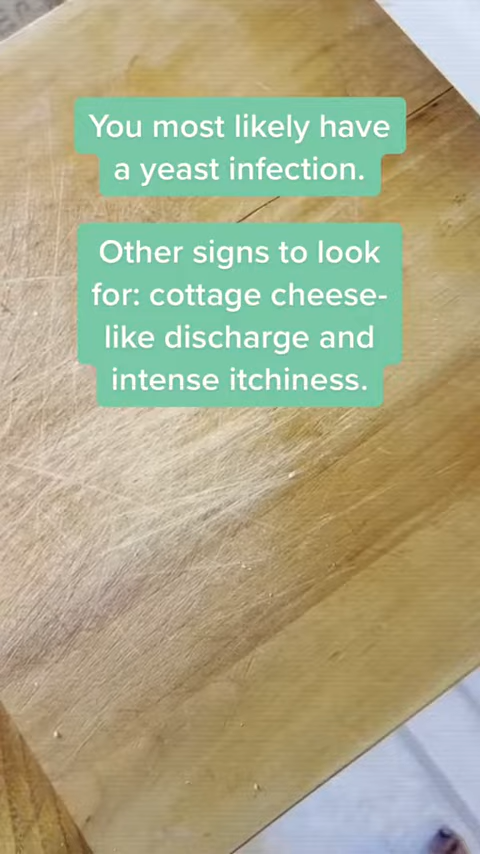 You most likely have
a yeast infection.
Other signs to look
for: cottage cheese-
like discharge and
intense itchiness.